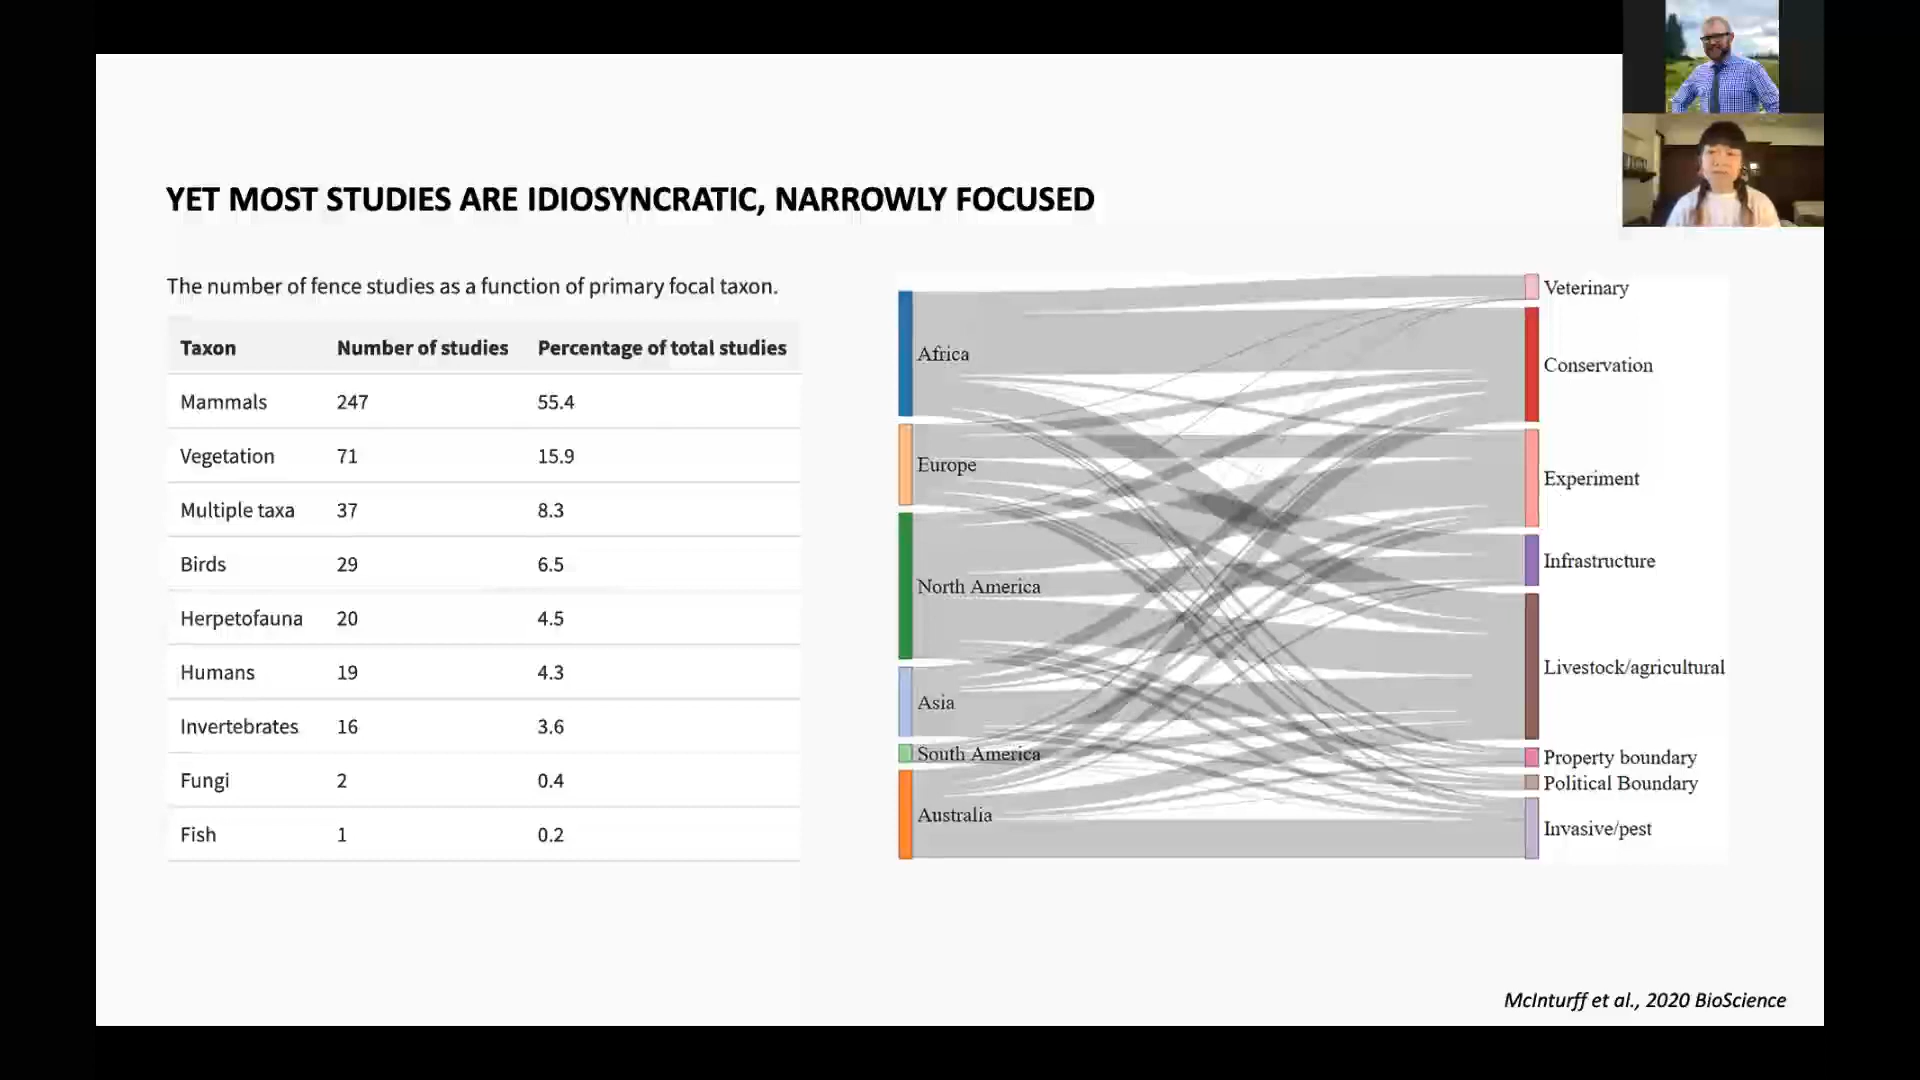 YET MOST STUDIES ARE IDIOSYNCRATIC, NARROWLY FOCUSED
The number of fence studies as a function of primary focal taxon.
Taxon Number of studies Percentage of total studies
Mammals 247 55.4
Vegetation 71 15.9
Multiple taxa 37 8.3
Birds 29 6.5
Herpetofauna 20 4.5
Humans 19 4.3
Invertebrates 16 3.6
Fungi 2 0.4
Fish 1 0.2
Africa
Europe
North America
Asia
South America
Australia
Veterinary
Conservation
Experiment
Infrastructure
Livestock/agricultural
Property boundary
Political Boundary
Invasive/pest
McInturff et al., 2020 BioScience